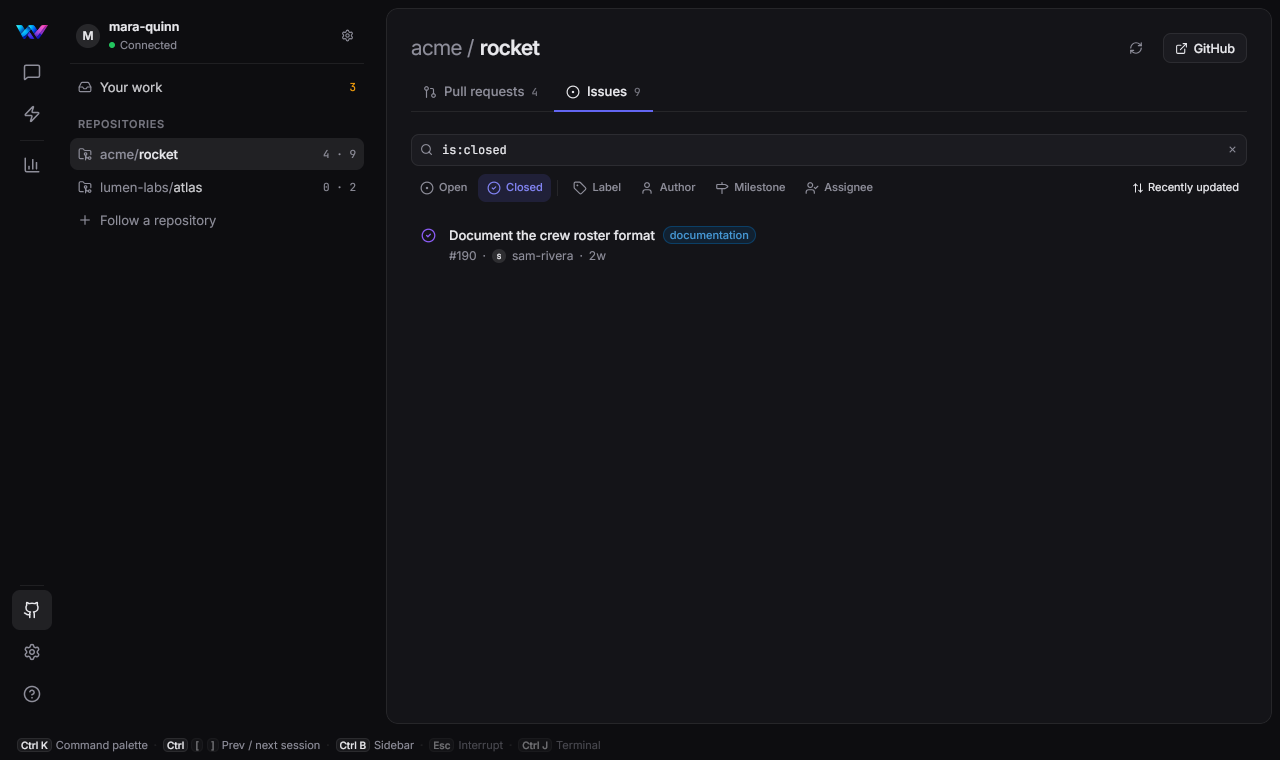 M
mara-quinn
Connected
Your work 3
REPOSITORIES
acme/rocket 4 · 9
lumen-labs/atlas 0 · 2
Follow a repository
acme / rocket
GitHub
Pull requests 4
Issues 9
is:closed
Open
Closed
Label
Author
Milestone
Assignee
Recently updated
Document the crew roster format documentation
#190 · s sam-rivera · 2w
Ctrl K Command palette · Ctrl [ ] Prev / next session · Ctrl B Sidebar · Esc Interrupt · Ctrl J Terminal